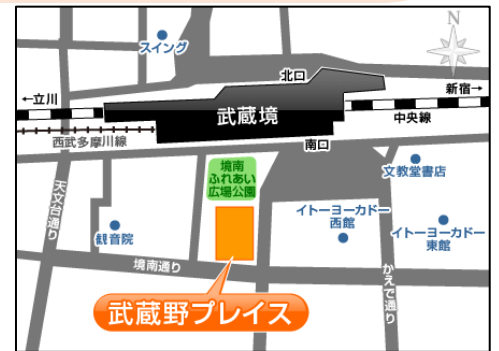 N
スイング
北口
新宿→
←立川
武蔵境
中央線
西武多摩川線
南口
境南
ふれあい
広場公園
文教堂書店
天文台通り
イトーヨーカドー
西館
イトーヨーカドー
東館
観音院
境南通り
かえで通り
武蔵野プレイス